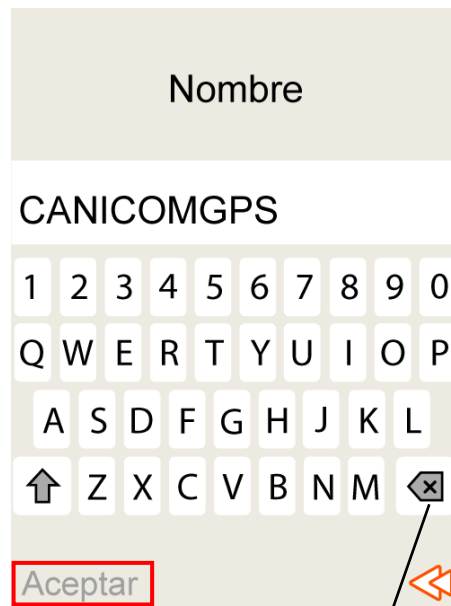 Nombre
CANICOMGPS
1 2 3 4 5 6 7 8 9 0
Q W E R T Y U I O P
A S D F G H J K L
Z X C V B N M
Aceptar